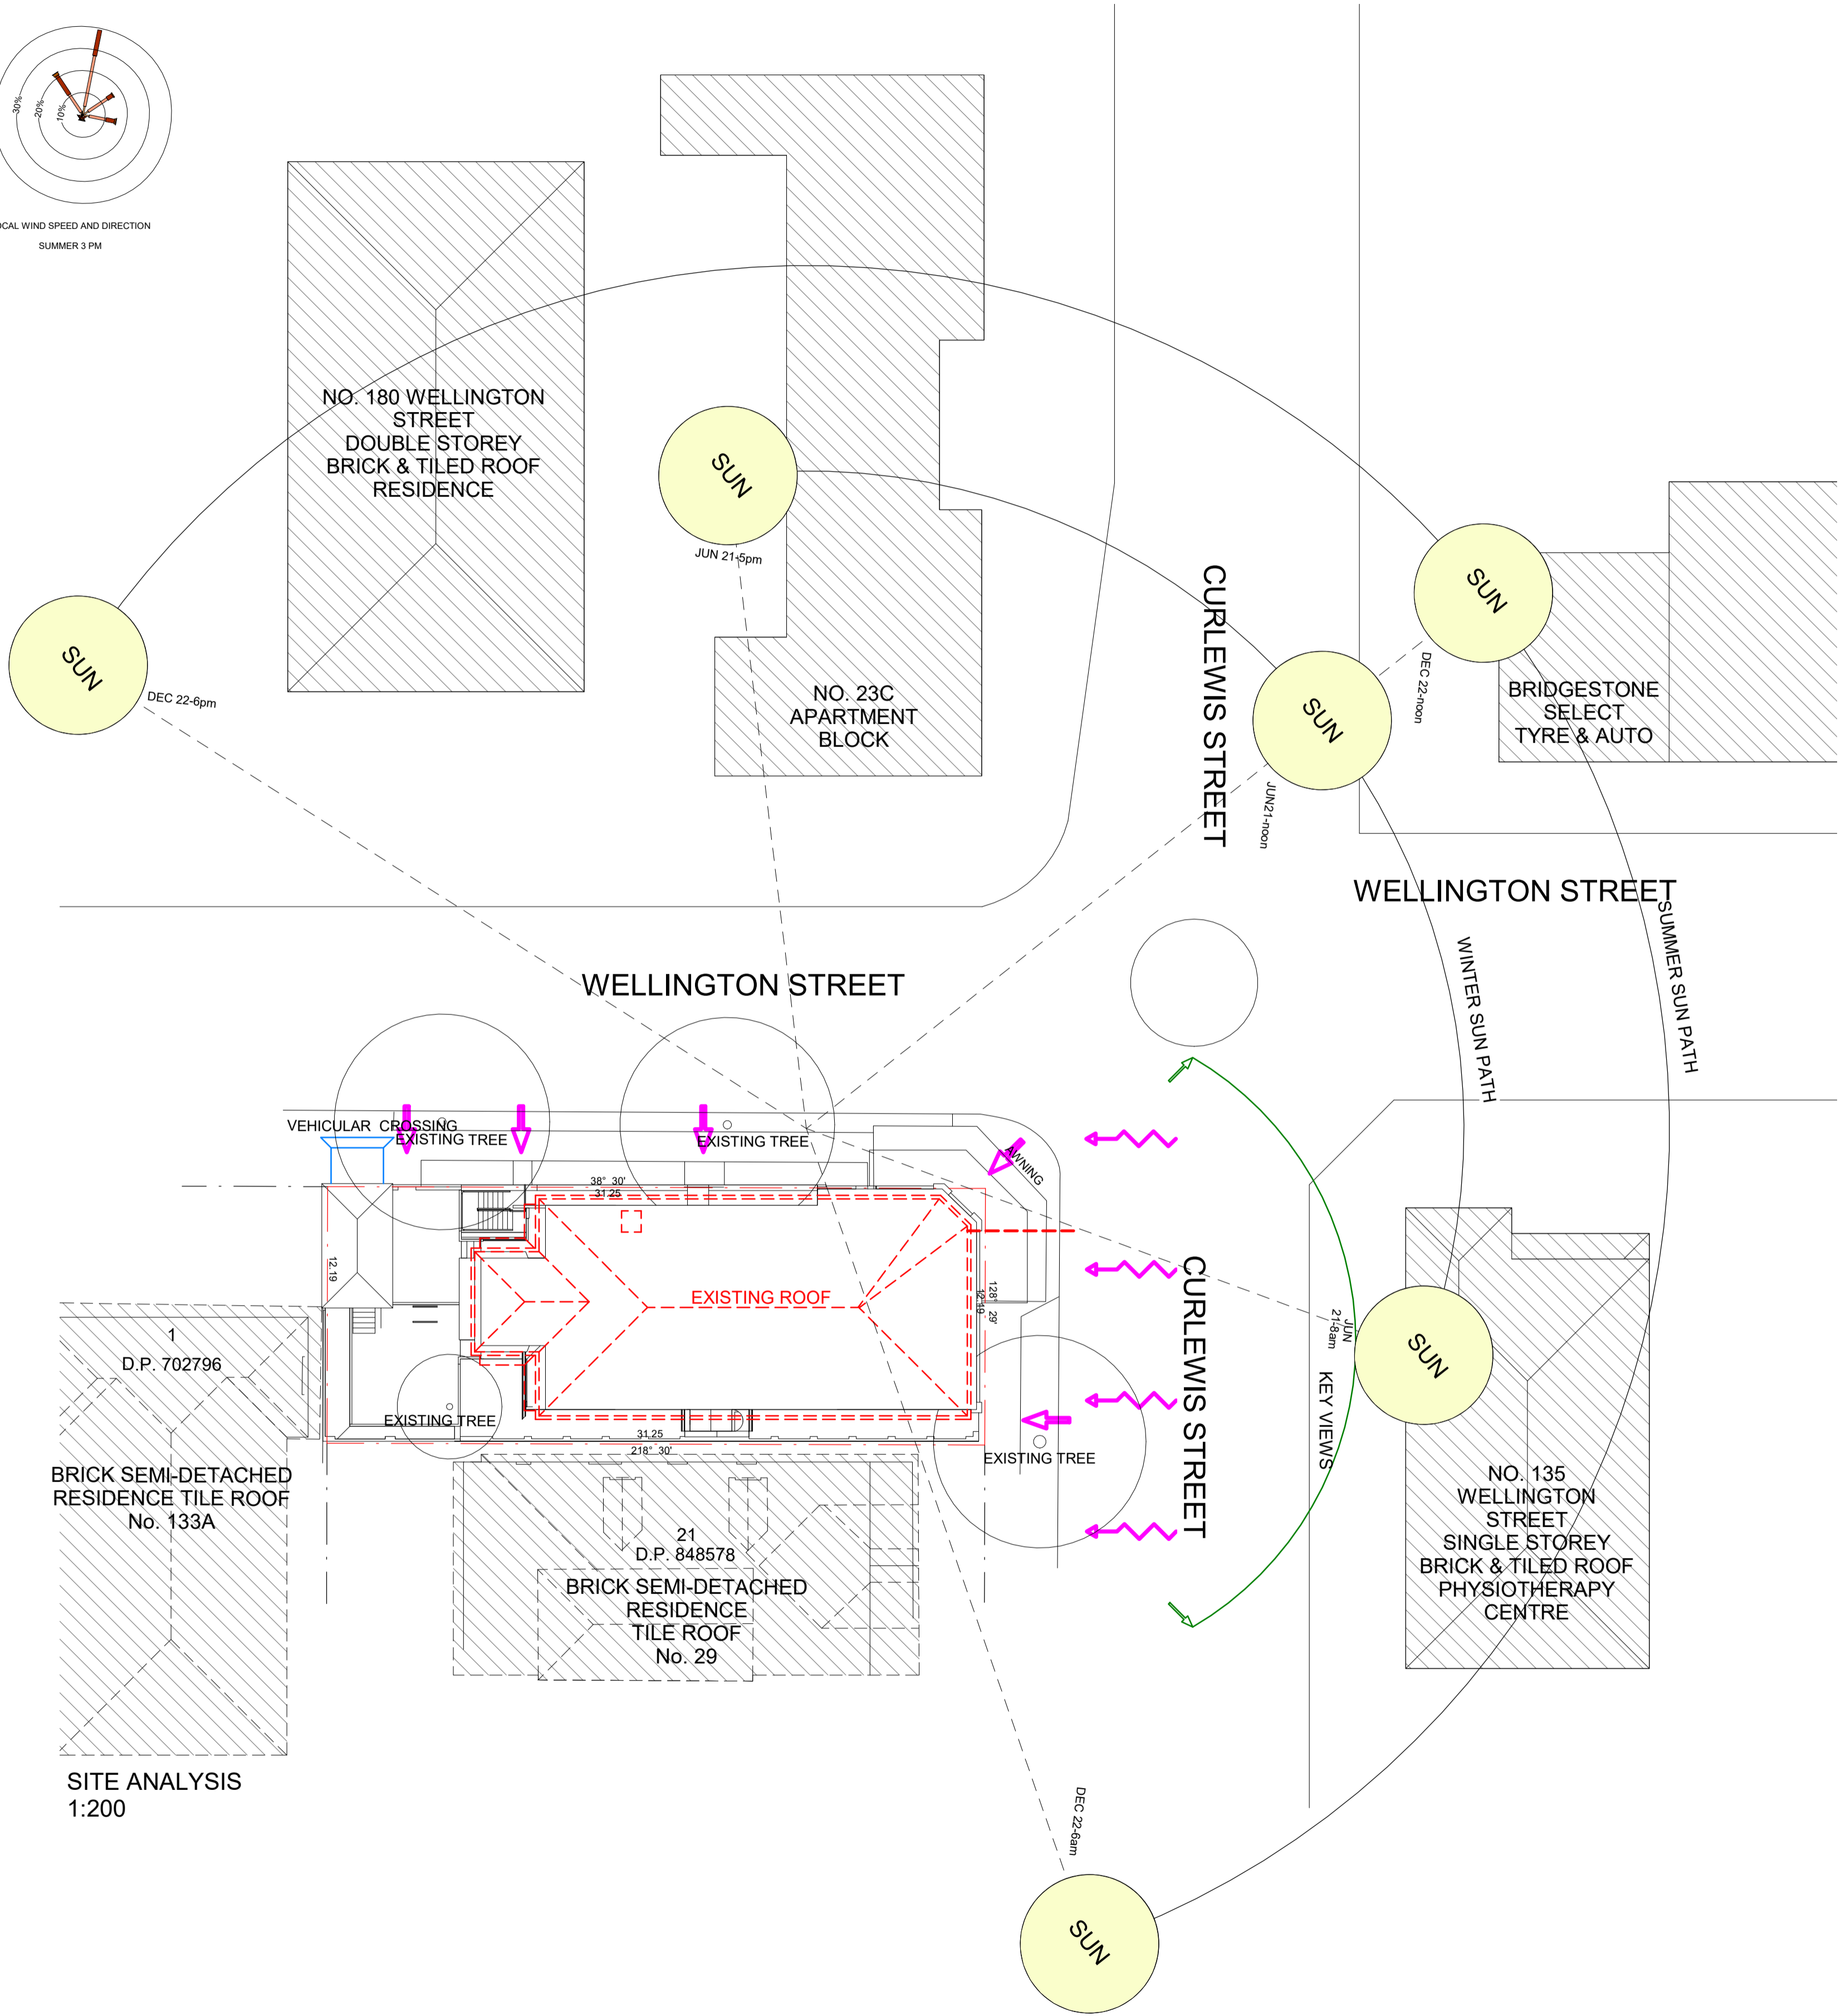 30%
20%
10%
OCAL WIND SPEED AND DIRECTION
SUMMER 3 PM
NO. 180 WELLINGTON
STREET
DOUBLE STOREY
BRICK & TILED ROOF
RESIDENCE
SUN
JUN 21-5pm
SUN
DEC 22-6pm
NO. 23C
APARTMENT
BLOCK
CURLEWIS STREET
SUN
DEC 22-noon
SUN
JUN21-noon
BRIDGESTONE
SELECT
TYRE & AUTO
WELLINGTON STREET
SUMMER SUN PATH
WINTER SUN PATH
WELLINGTON STREET
VEHICULAR CROSSING
EXISTING TREE
EXISTING TREE
AWNING
38° 30'
31.25
12.19
EXISTING ROOF
128° 29'
12.19
CURLEWIS STREET
JUN
21-8am
SUN
KEY VIEWS
1
D.P. 702796
EXISTING TREE
31.25
218° 30'
EXISTING TREE
BRICK SEMI-DETACHED
RESIDENCE TILE ROOF
No. 133A
21
D.P. 848578
BRICK SEMI-DETACHED
RESIDENCE
TILE ROOF
No. 29
NO. 135
WELLINGTON
STREET
SINGLE STOREY
BRICK & TILED ROOF
PHYSIOTHERAPY
CENTRE
SITE ANALYSIS
1:200
DEC 22-6am
SUN